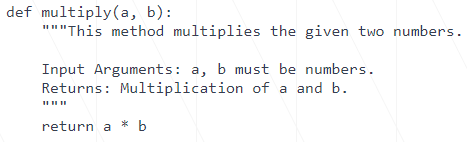 def multiply(a, b):
    """This method multiplies the given two numbers.

    Input Arguments: a, b must be numbers.
    Returns: Multiplication of a and b.
    """
    return a * b